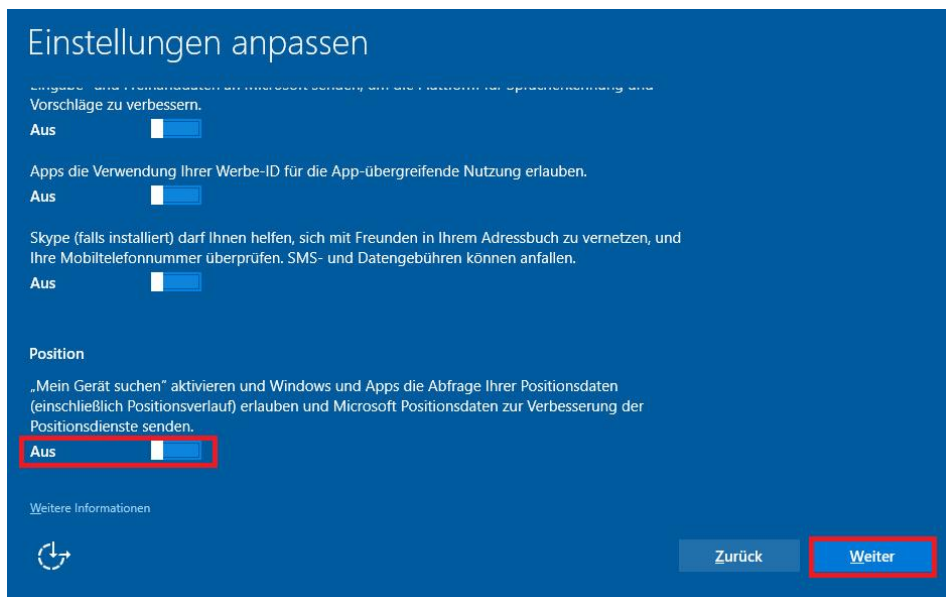 Einstellungen anpassen
Vorschläge zu verbessern.
Aus
Apps die Verwendung Ihrer Werbe-ID für die App-übergreifende Nutzung erlauben.
Aus
Skype (falls installiert) darf Ihnen helfen, sich mit Freunden in Ihrem Adressbuch zu vernetzen, und
Ihre Mobiltelefonnummer überprüfen. SMS- und Datengebühren können anfallen.
Aus
Position
„Mein Gerät suchen“ aktivieren und Windows und Apps die Abfrage Ihrer Positionsdaten
(einschließlich Positionsverlauf) erlauben und Microsoft Positionsdaten zur Verbesserung der
Positionsdienste senden.
Aus
Weitere Informationen
Zurück
Weiter